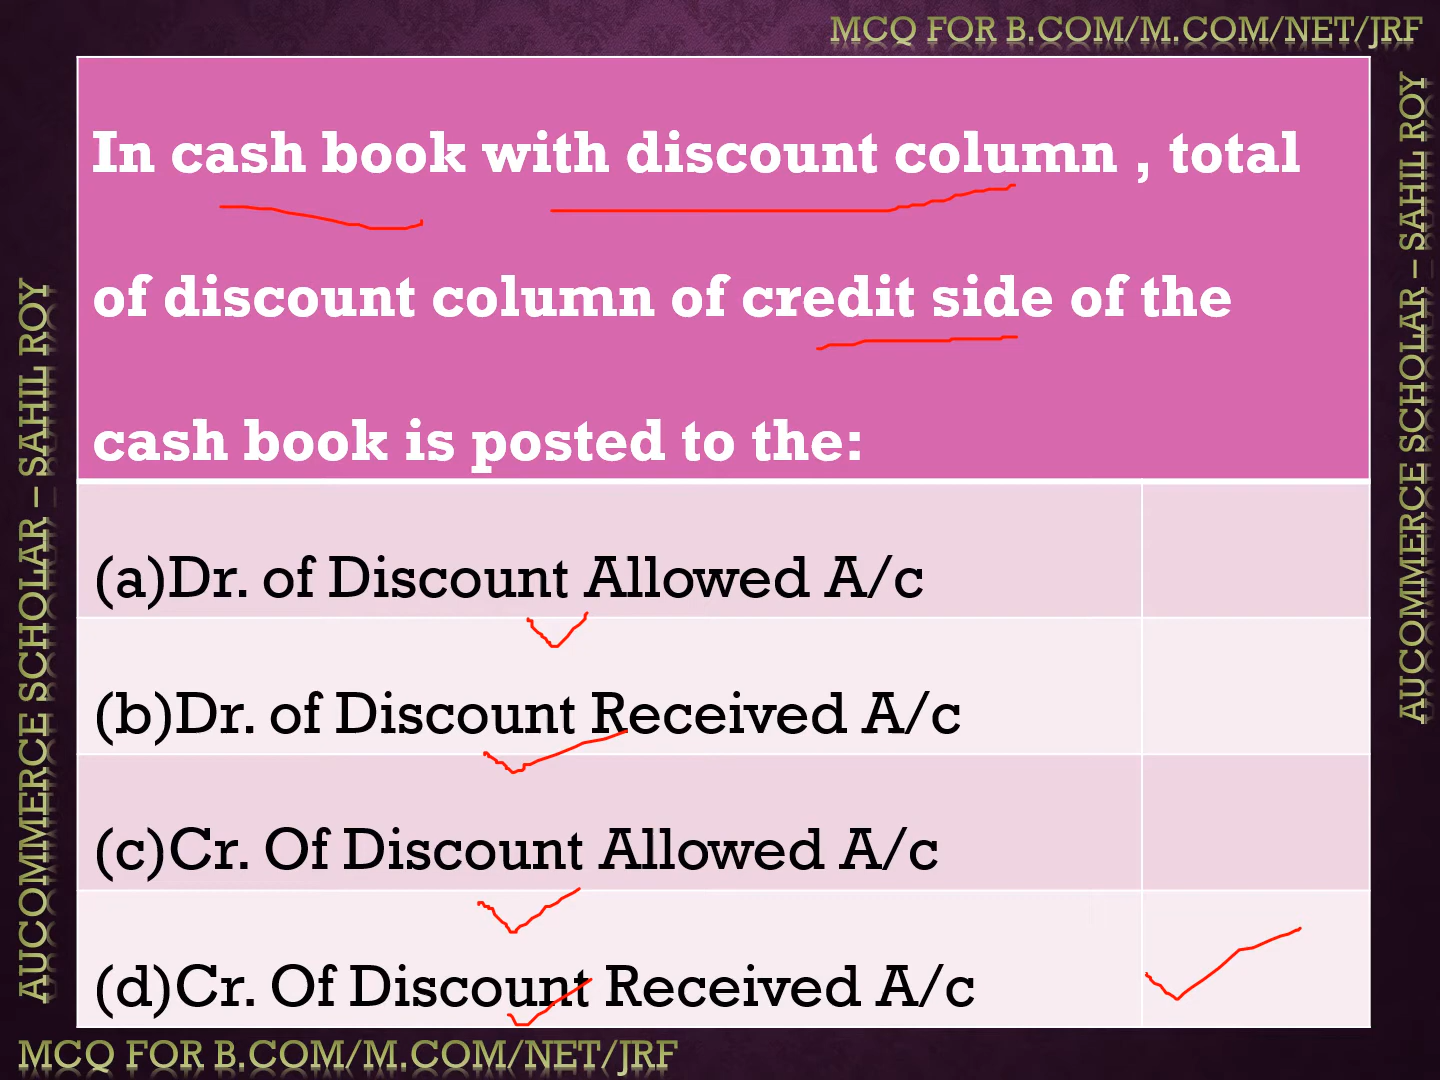 MCQ FOR B.COM/M.COM/NET/JRF
In cash book with discount column , total
of discount column of credit side of the
cash book is posted to the:
(a)Dr. of Discount Allowed A/c
(b)Dr. of Discount Received A/c
(c)Cr. Of Discount Allowed A/c
(d)Cr. Of Discount Received A/c
AUCOMMERCE SCHOLAR – SAHIL ROY
AUCOMMERCE SCHOLAR – SAHIL ROY
MCQ FOR B.COM/M.COM/NET/JRF